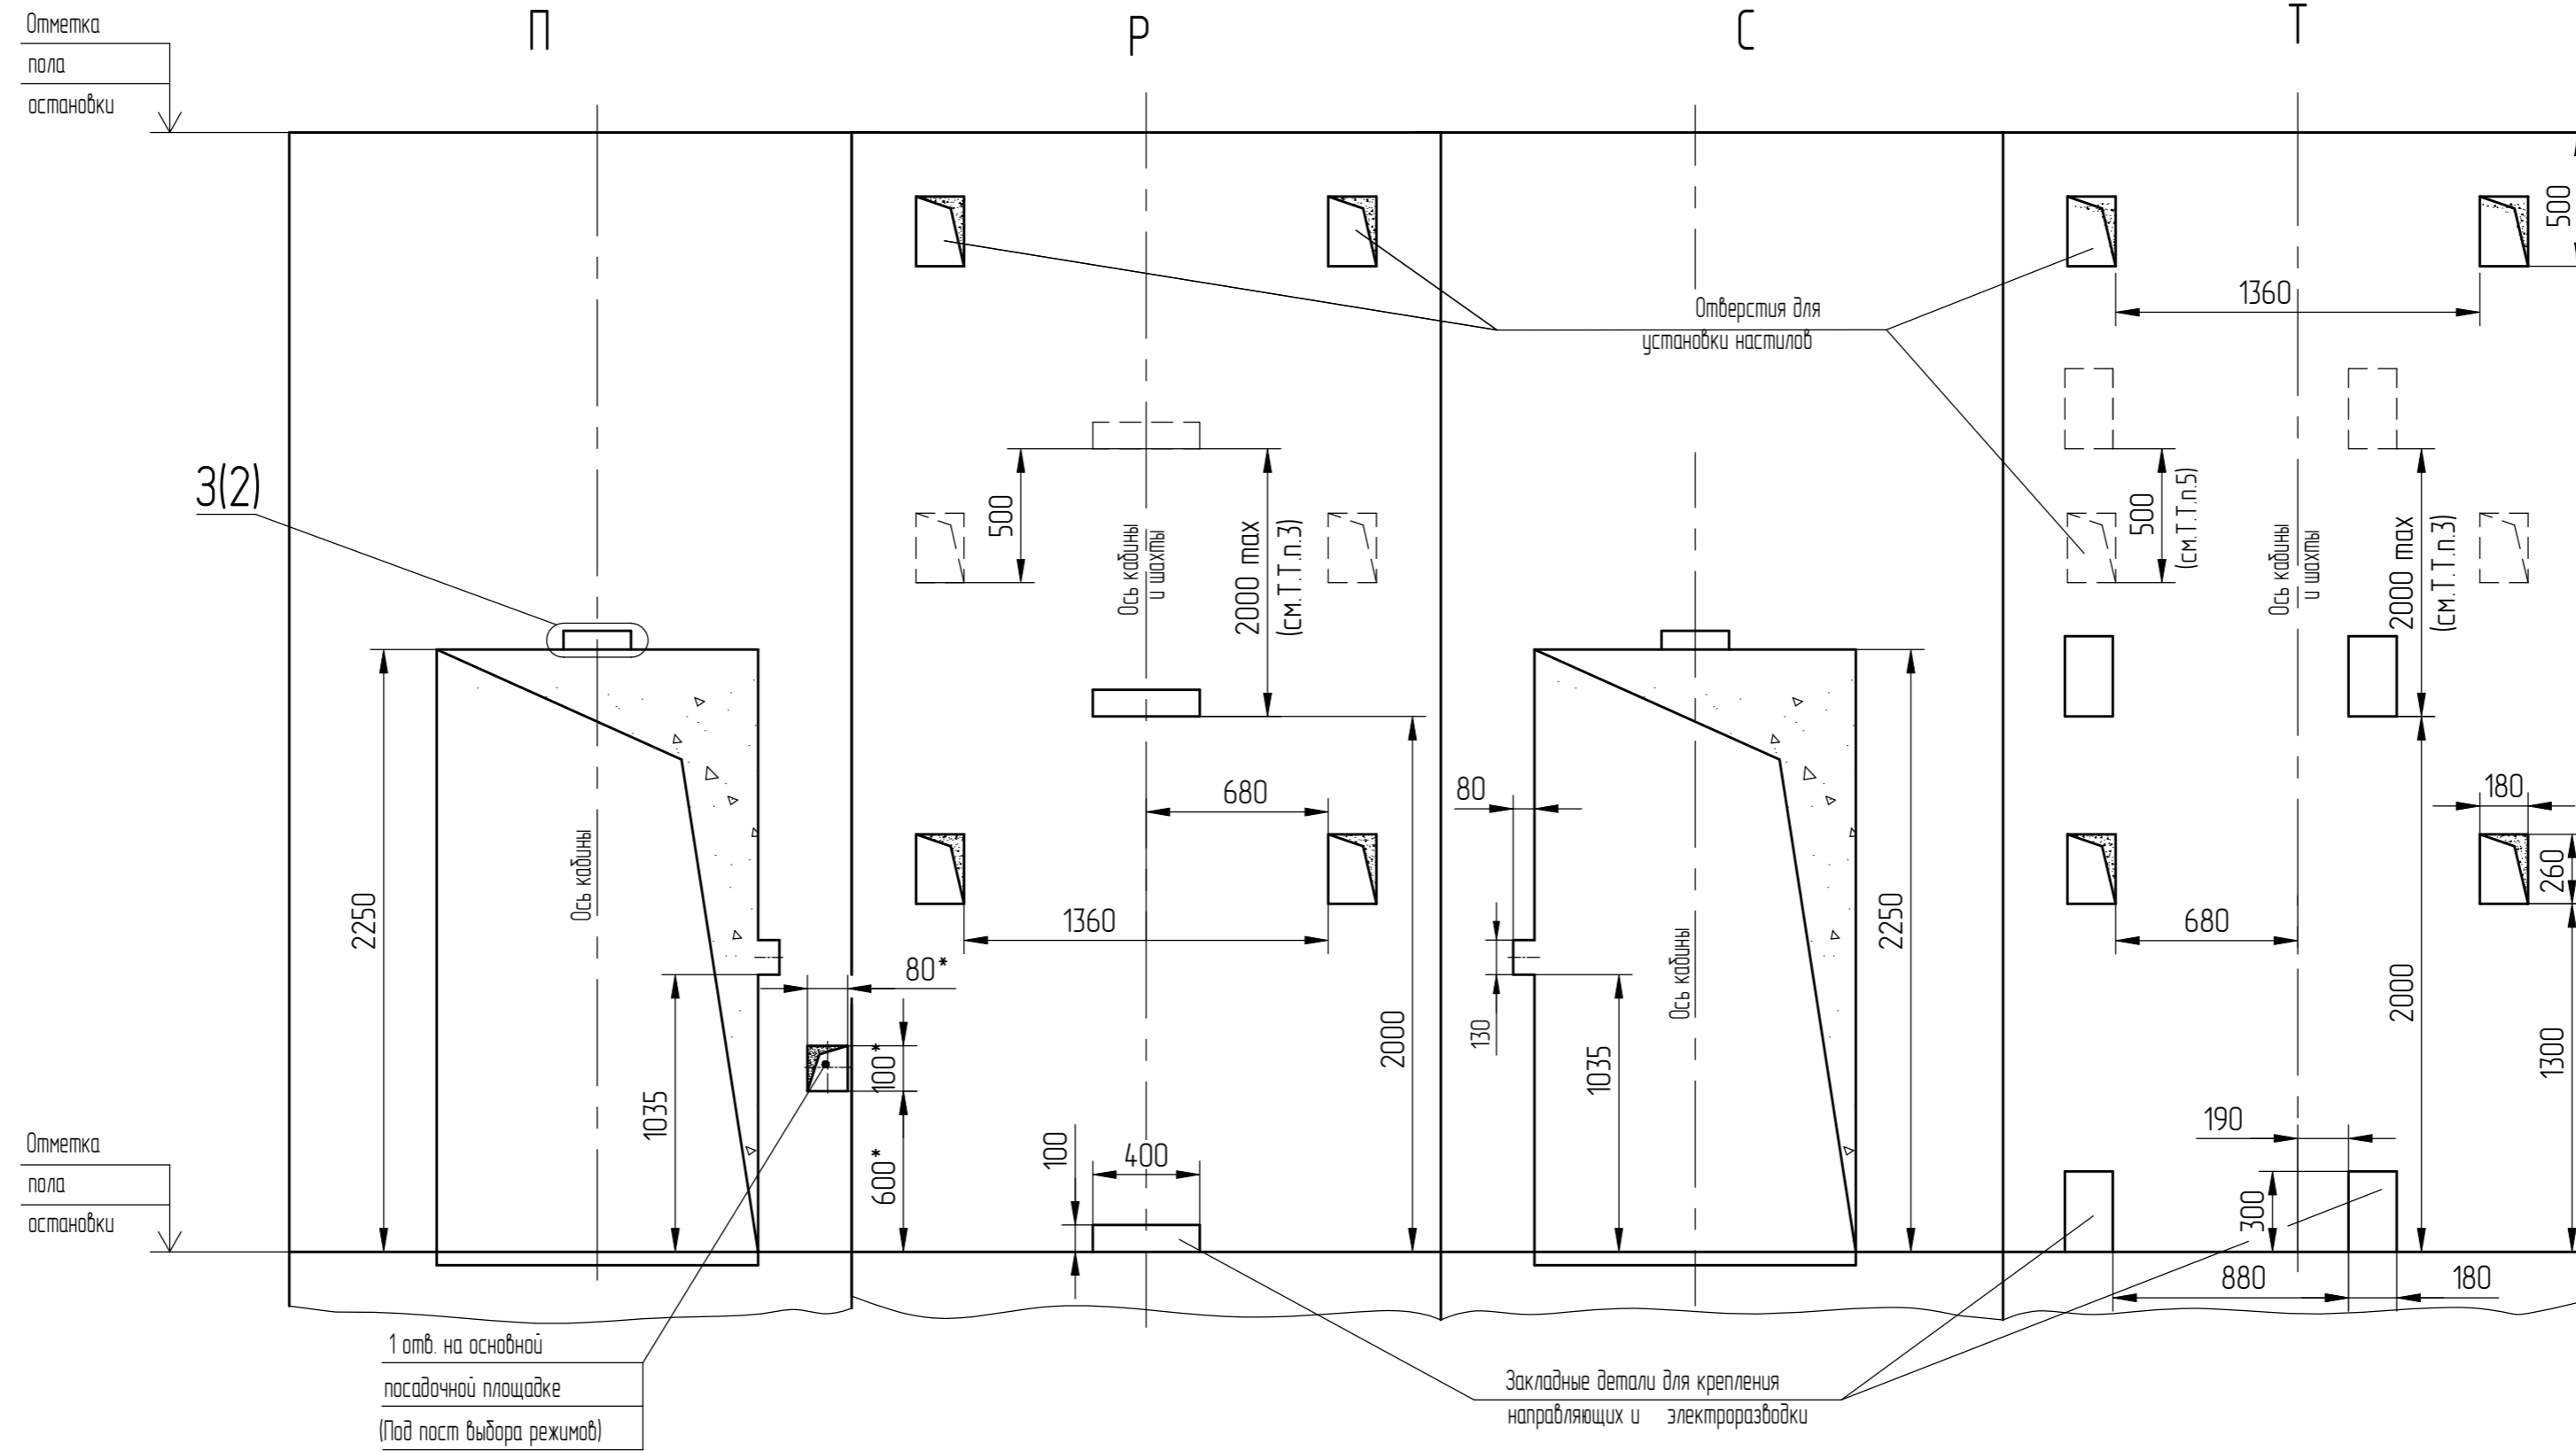 Отметка
пола
остановки
П
Р
С
Т
500
Отверстия для
установки настилов
1360
3(2)
500
Ось кабины
и шахты
2000 max
(см.Т.Т.п.3)
500
(см.Т.Т.п.5)
Ось кабины
и шахты
2000 max
(см.Т.Т.п.3)
680
80
180
2250
Ось кабины
1360
80*
2250
Ось кабины
680
260
1035
100*
600*
2000
130
1035
2000
1300
Отметка
пола
остановки
100
400
190
300
880
180
1 отв. на основной
посадочной площадке
(Под пост выбора режимов)
Закладные детали для крепления
направляющих и электроразводки